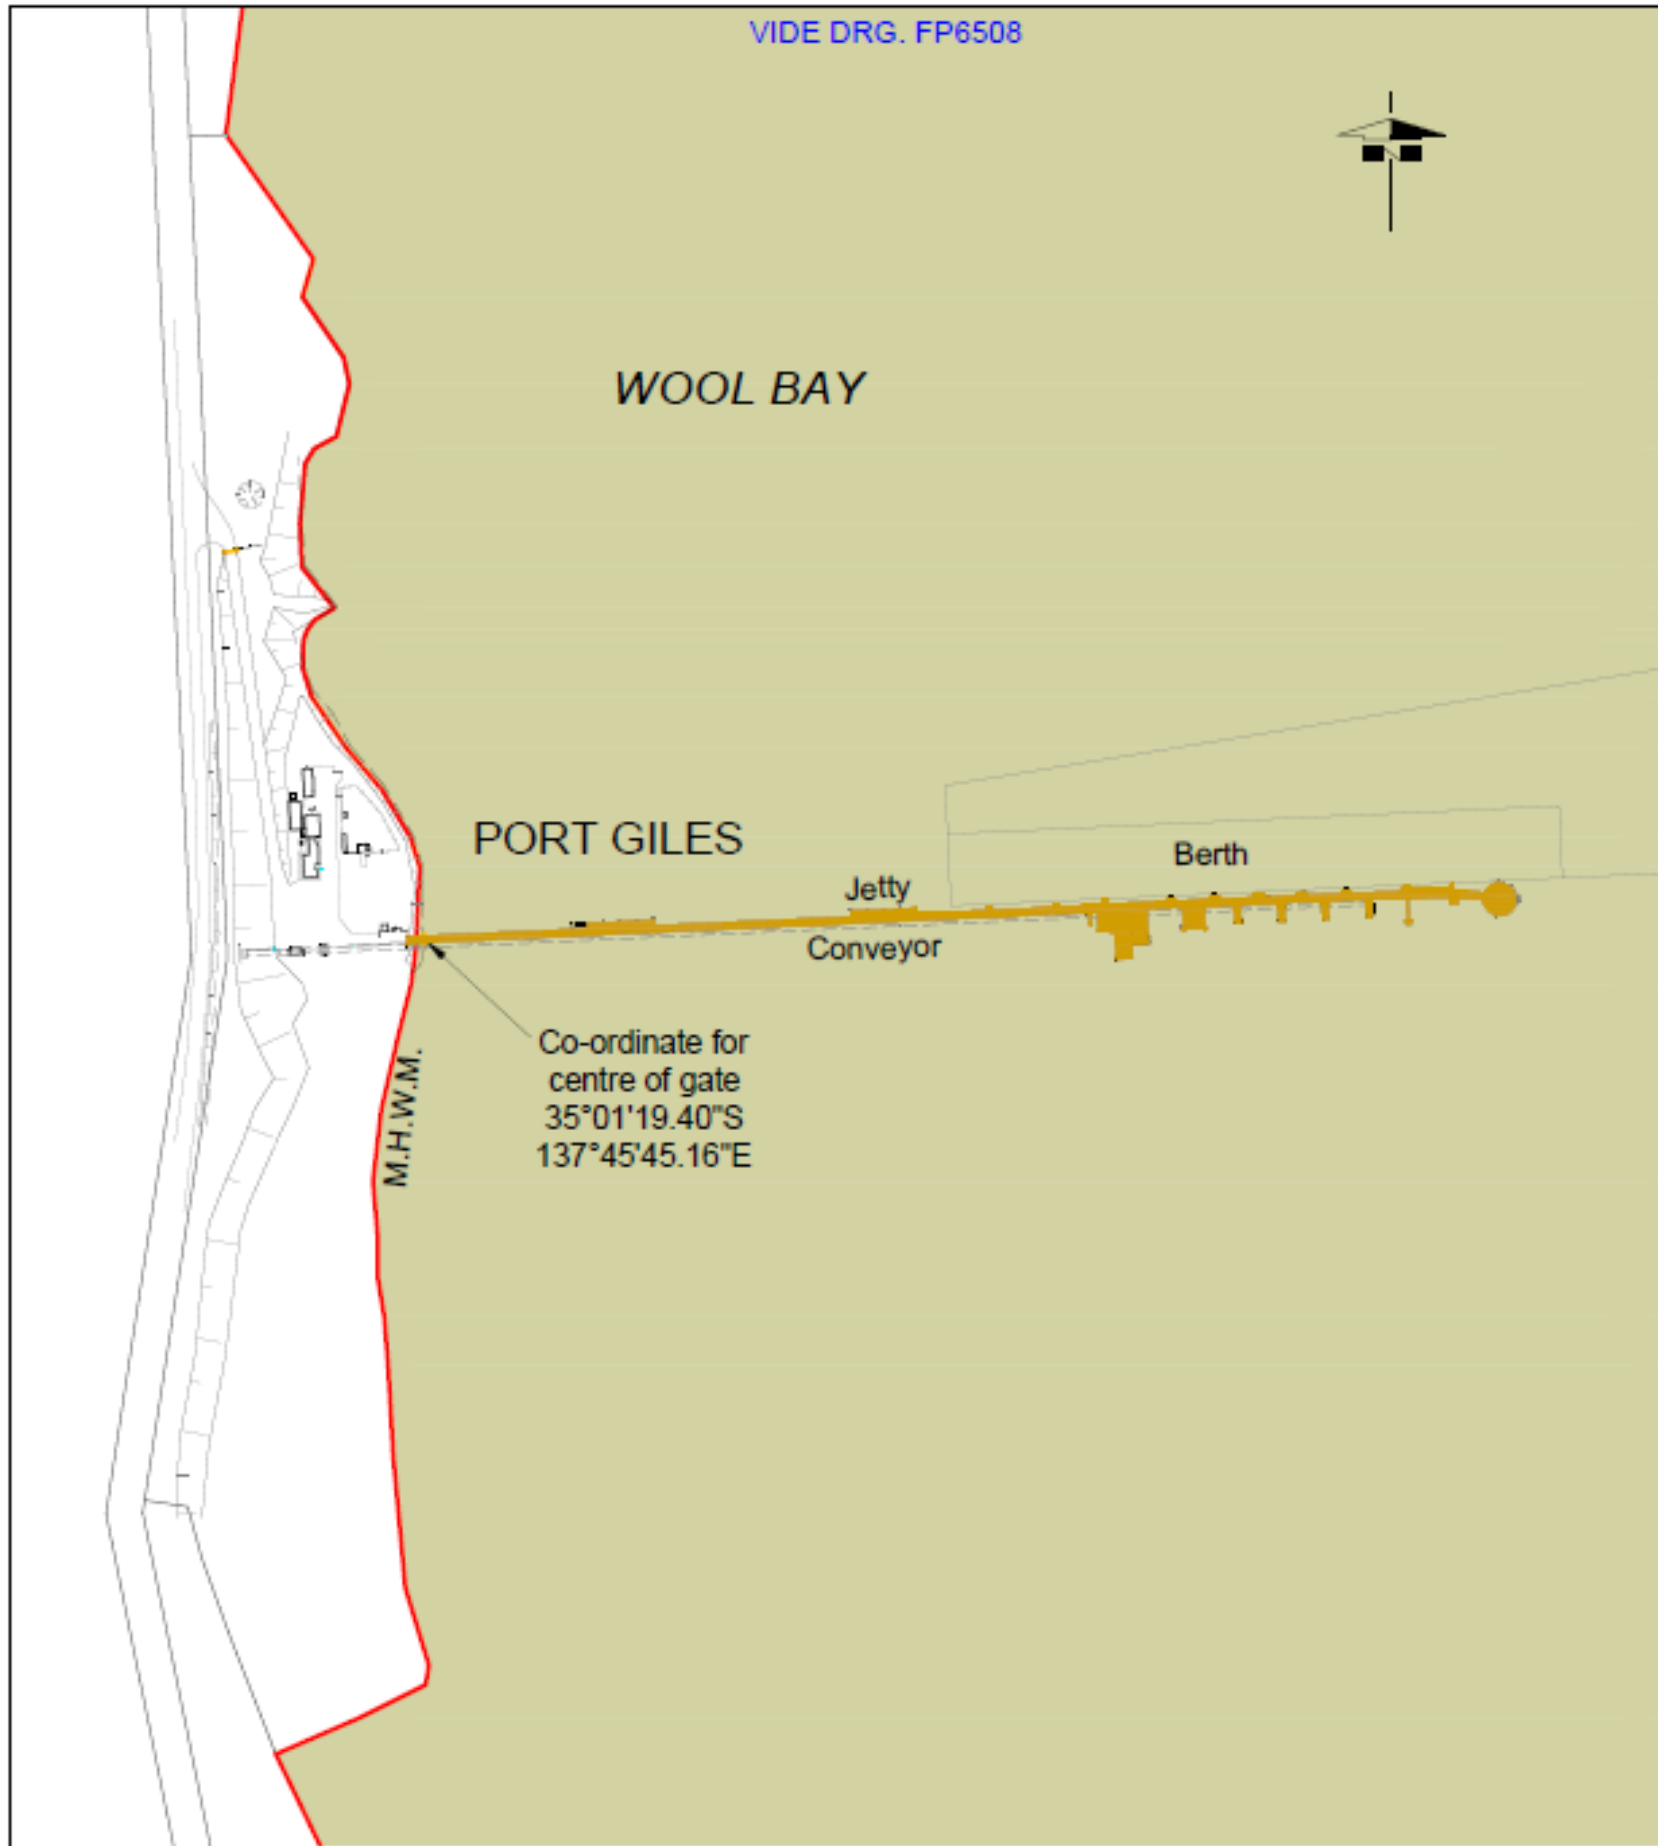 VIDE DRG. FP6508
WOOL BAY
PORT GILES
Berth
Jetty
Conveyor
Co-ordinate for
centre of gate
35°01'19.40"S
137°45'45.16"E
M.H.W.M.